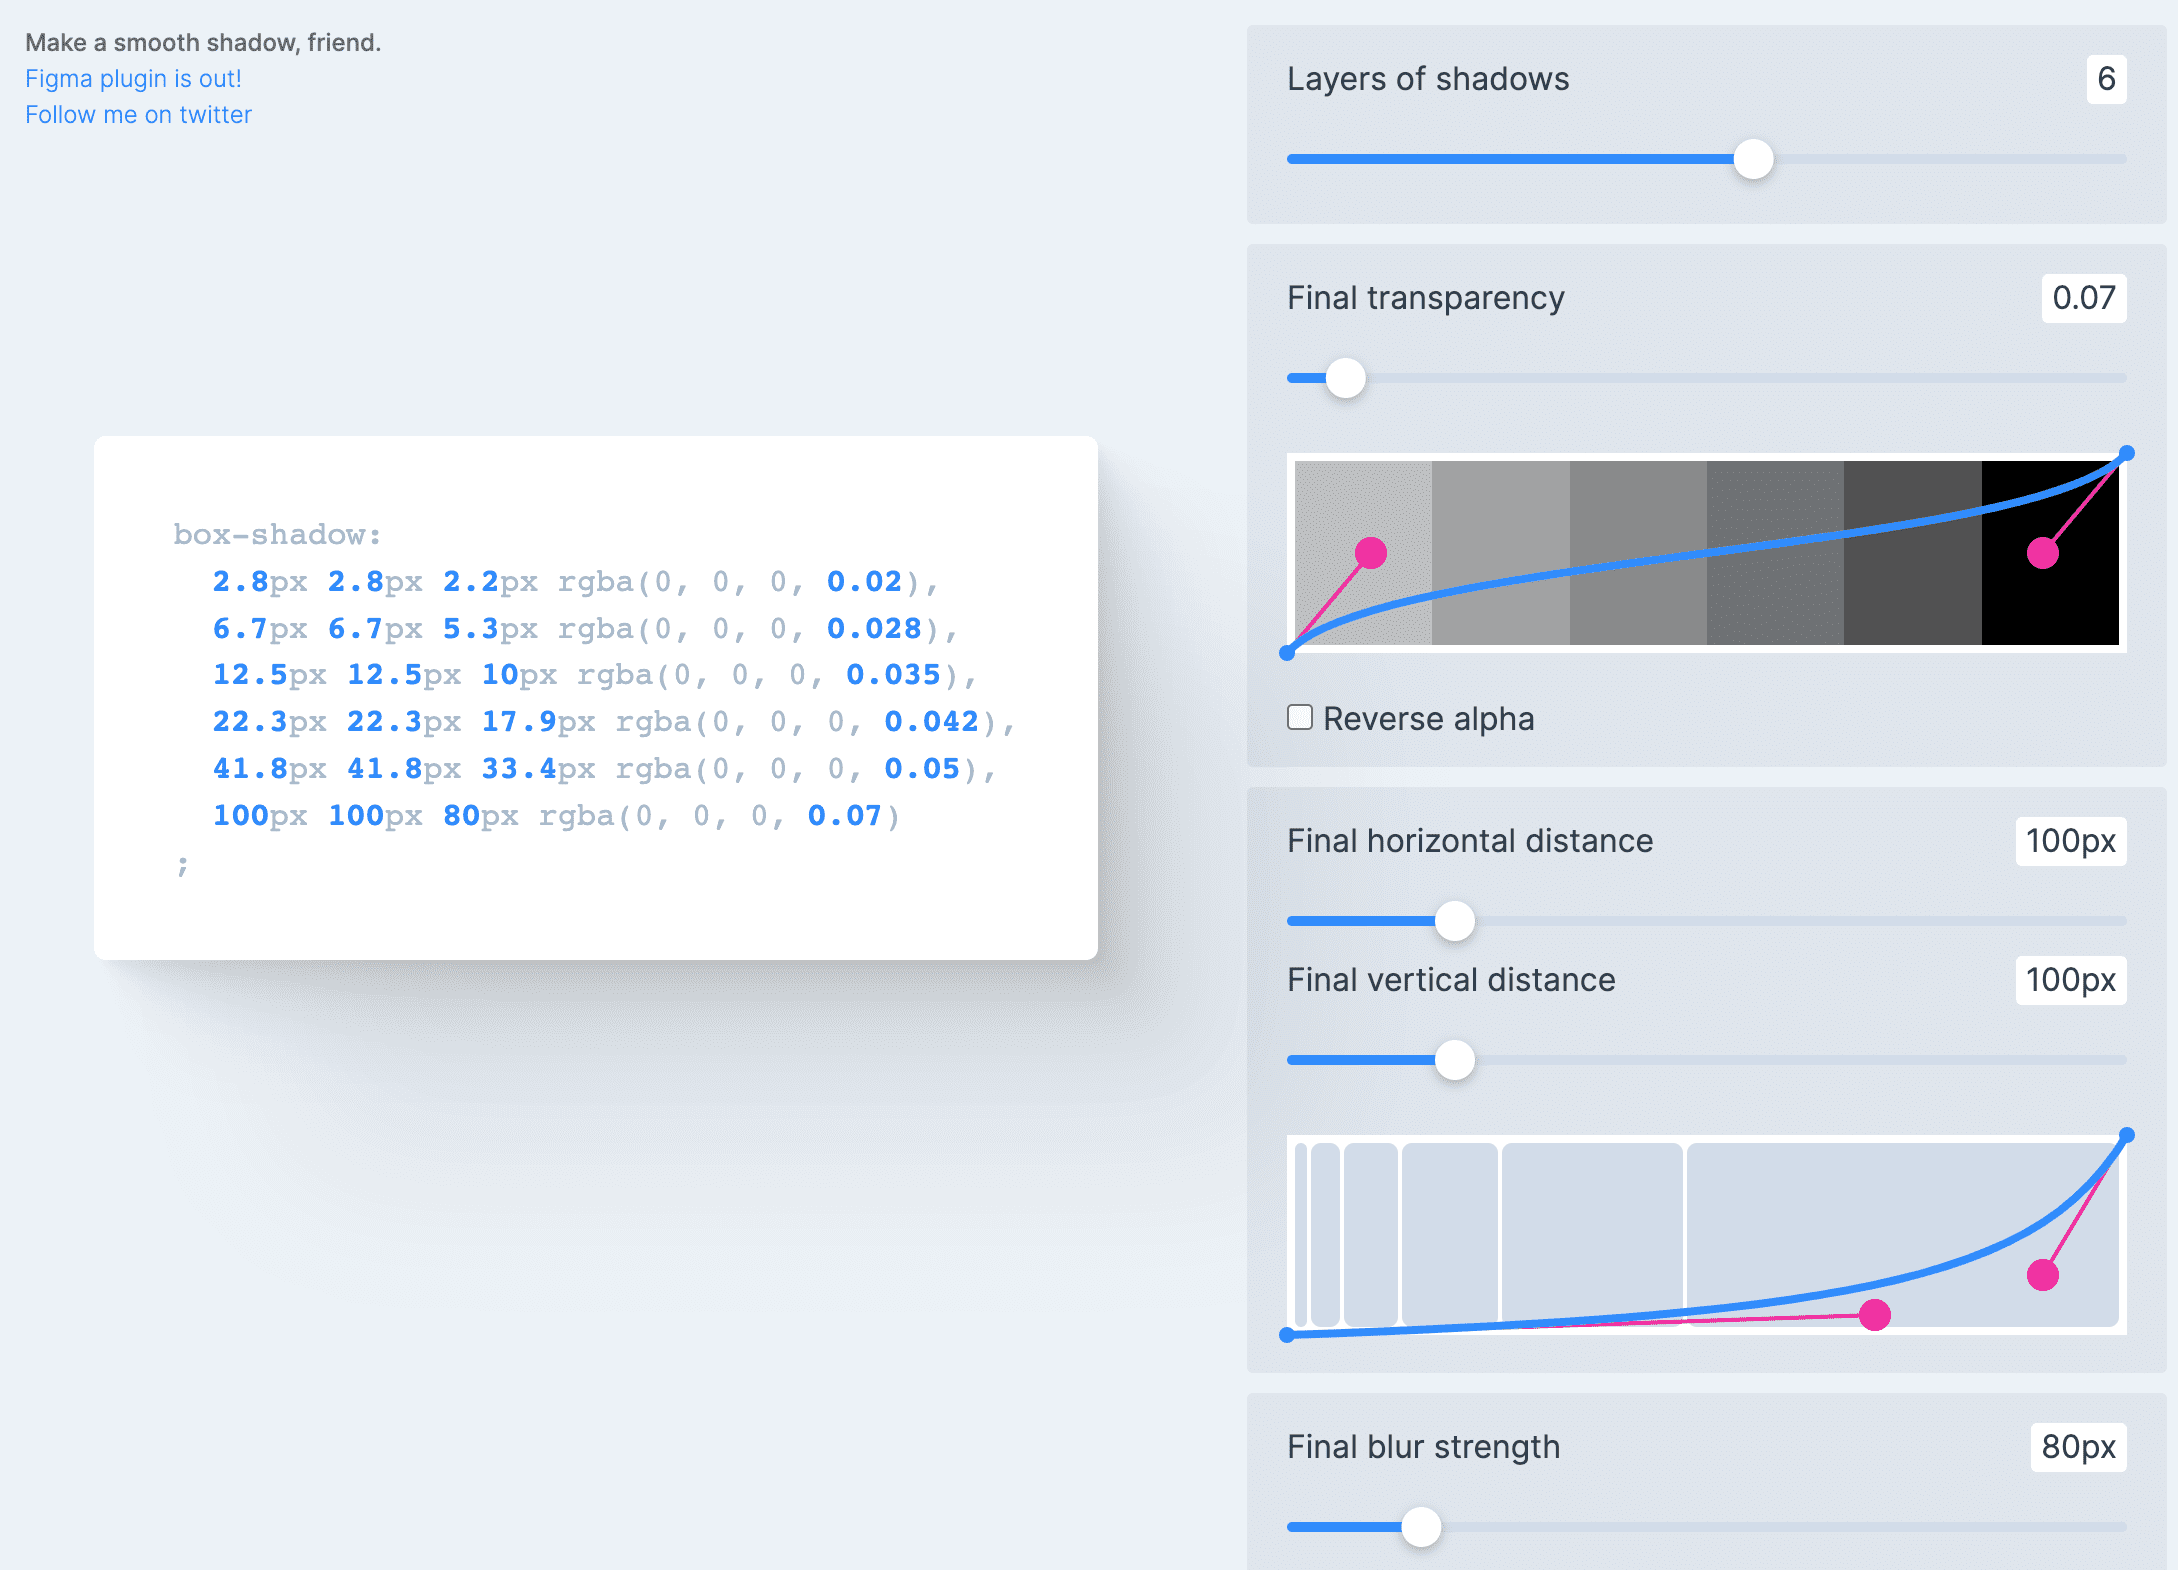 Make a smooth shadow, friend.
Figma plugin is out!
Follow me on twitter
box-shadow:
2.8px 2.8px 2.2px rgba(0, 0, 0, 0.02),
6.7px 6.7px 5.3px rgba(0, 0, 0, 0.028),
12.5px 12.5px 10px rgba(0, 0, 0, 0.035),
22.3px 22.3px 17.9px rgba(0, 0, 0, 0.042),
41.8px 41.8px 33.4px rgba(0, 0, 0, 0.05),
100px 100px 80px rgba(0, 0, 0, 0.07)
;
Layers of shadows 6
Final transparency 0.07
Reverse alpha
Final horizontal distance 100px
Final vertical distance 100px
Final blur strength 80px